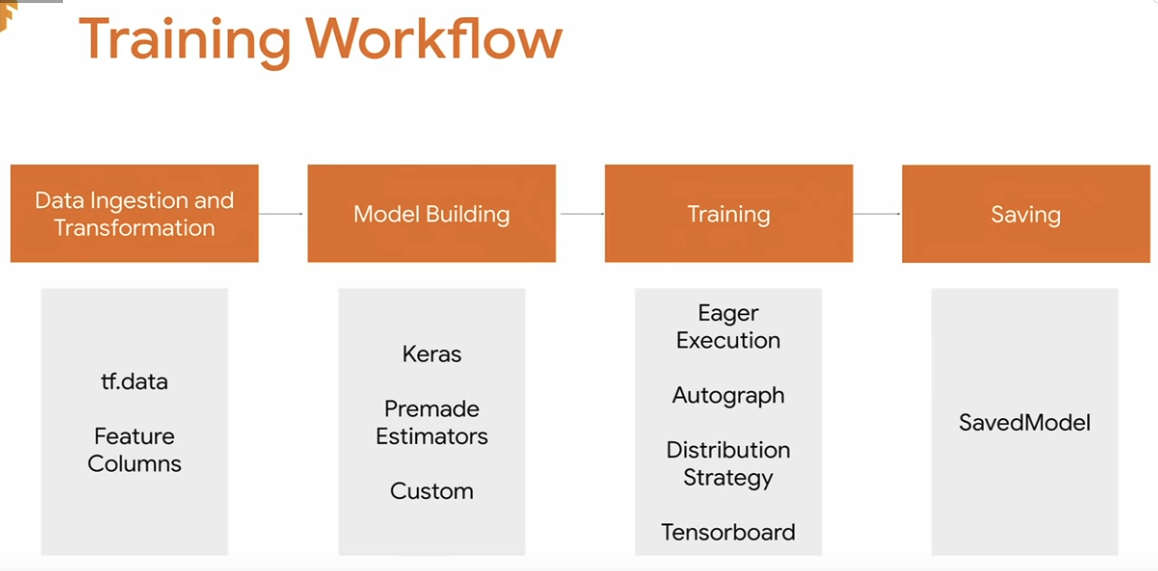 Training Workflow
Data Ingestion and
Transformation
Model Building
Training
Saving
tf.data
Feature
Columns
Keras
Premade
Estimators
Custom
Eager
Execution
Autograph
Distribution
Strategy
Tensorboard
SavedModel